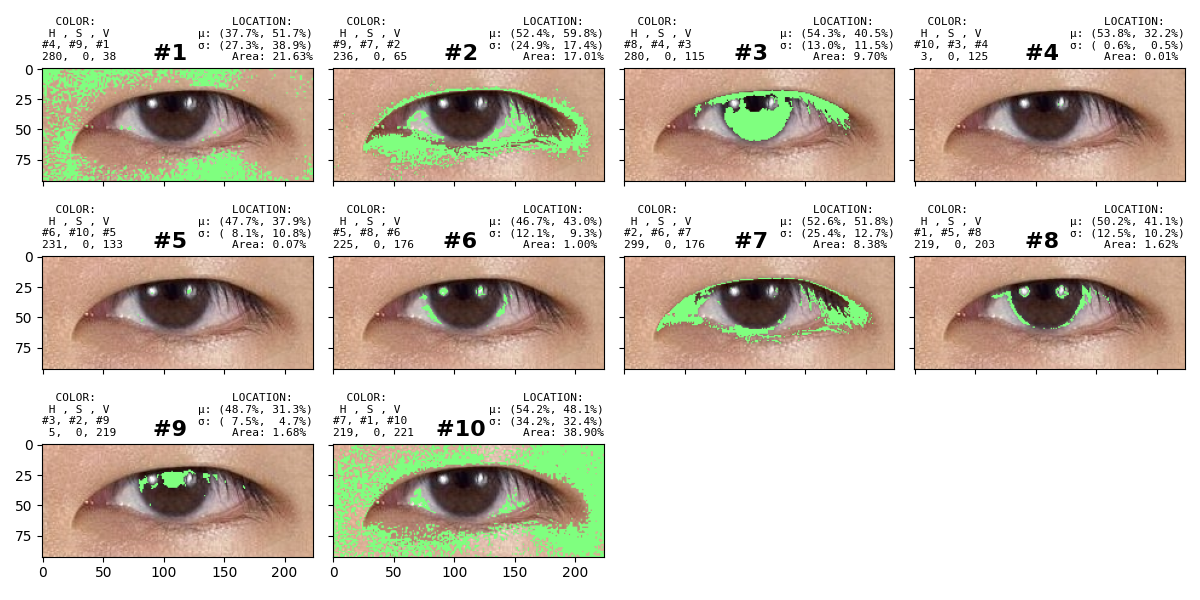 COLOR: LOCATION:
H , S , V μ: (37.7%, 51.7%)
#4, #9, #1 σ: (27.3%, 38.9%)
280, 0, 38 #1 Area: 21.63%
COLOR: LOCATION:
H , S , V μ: (52.4%, 59.8%)
#9, #7, #2 σ: (24.9%, 17.4%)
236, 0, 65 #2 Area: 17.01%
COLOR: LOCATION:
H , S , V μ: (54.3%, 40.5%)
#8, #4, #3 σ: (13.0%, 11.5%)
280, 0, 115 #3 Area: 9.70%
COLOR: LOCATION:
H , S , V μ: (53.8%, 32.2%)
#10, #3, #4 σ: ( 0.6%, 0.5%)
3, 0, 125 #4 Area: 0.01%
0
25
50
75
COLOR: LOCATION:
H , S , V μ: (47.7%, 37.9%)
#6, #10, #5 σ: ( 8.1%, 10.8%)
231, 0, 133 #5 Area: 0.07%
COLOR: LOCATION:
H , S , V μ: (46.7%, 43.0%)
#5, #8, #6 σ: (12.1%, 9.3%)
225, 0, 176 #6 Area: 1.00%
COLOR: LOCATION:
H , S , V μ: (52.6%, 51.8%)
#2, #6, #7 σ: (25.4%, 12.7%)
299, 0, 176 #7 Area: 8.38%
COLOR: LOCATION:
H , S , V μ: (50.2%, 41.1%)
#1, #5, #8 σ: (12.5%, 10.2%)
219, 0, 203 #8 Area: 1.62%
0
25
50
75
COLOR: LOCATION:
H , S , V μ: (48.7%, 31.3%)
#3, #2, #9 σ: ( 7.5%, 4.7%)
5, 0, 219 #9 Area: 1.68%
COLOR: LOCATION:
H , S , V μ: (54.2%, 48.1%)
#7, #1, #10 σ: (34.2%, 32.4%)
219, 0, 221 #10 Area: 38.90%
0
25
50
75
0 50 100 150 200
0 50 100 150 200